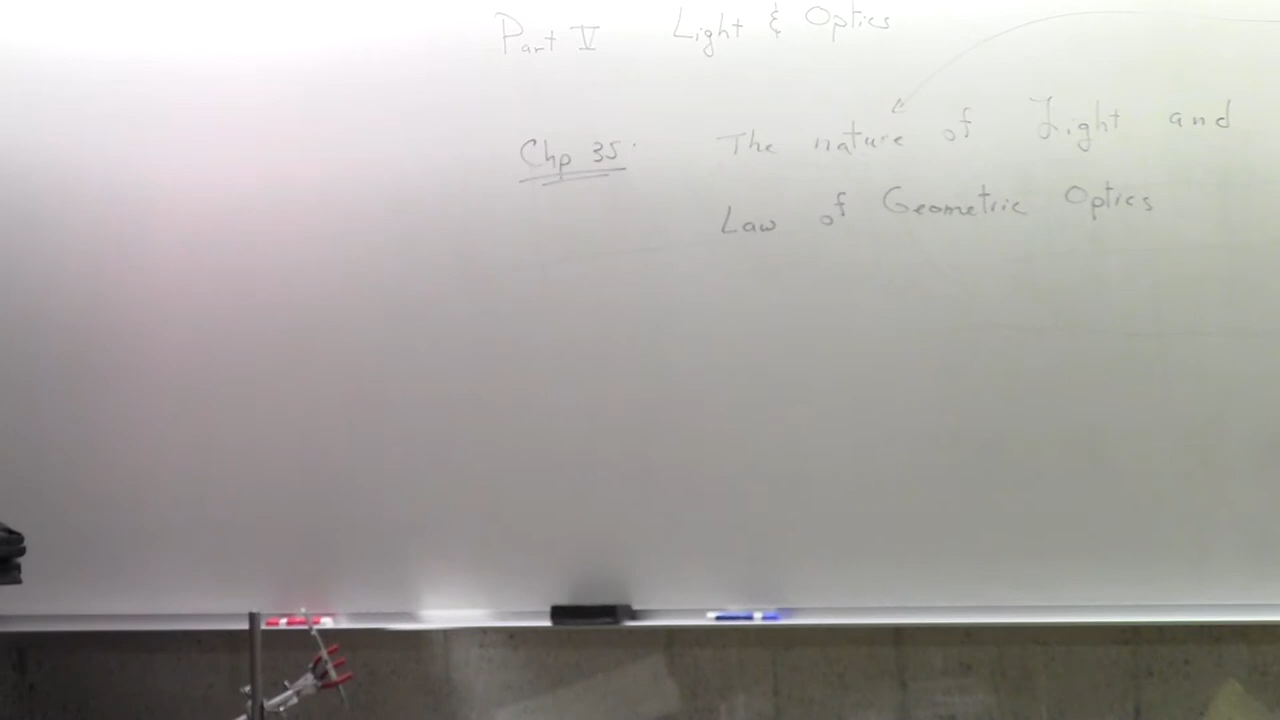 Part V Light & Optics
Chp 35: The nature of Light and
Law of Geometric Optics